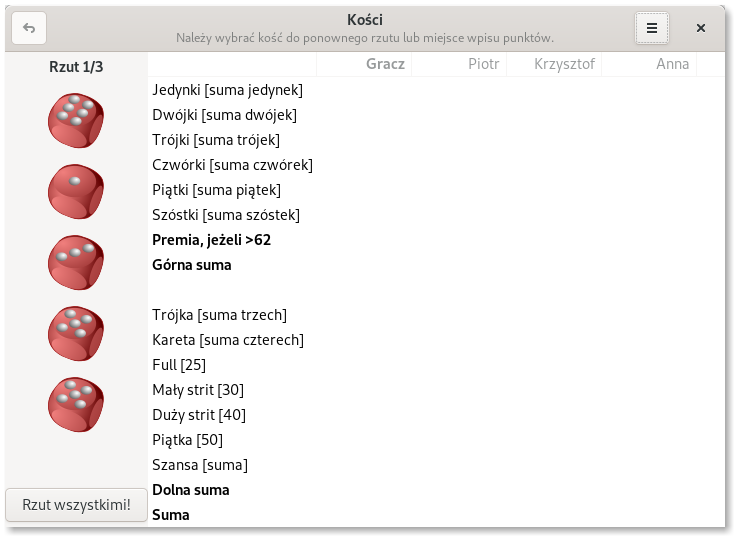 Kości
Należy wybrać kość do ponownego rzutu lub miejsce wpisu punktów.
Rzut 1/3
Gracz Piotr Krzysztof Anna
Jedynki [suma jedynek]
Dwójki [suma dwójek]
Trójki [suma trójek]
Czwórki [suma czwórek]
Piątki [suma piątek]
Szóstki [suma szóstek]
Premia, jeżeli >62
Górna suma
Trójka [suma trzech]
Kareta [suma czterech]
Full [25]
Mały strit [30]
Duży strit [40]
Piątka [50]
Szansa [suma]
Dolna suma
Suma
Rzut wszystkimi!